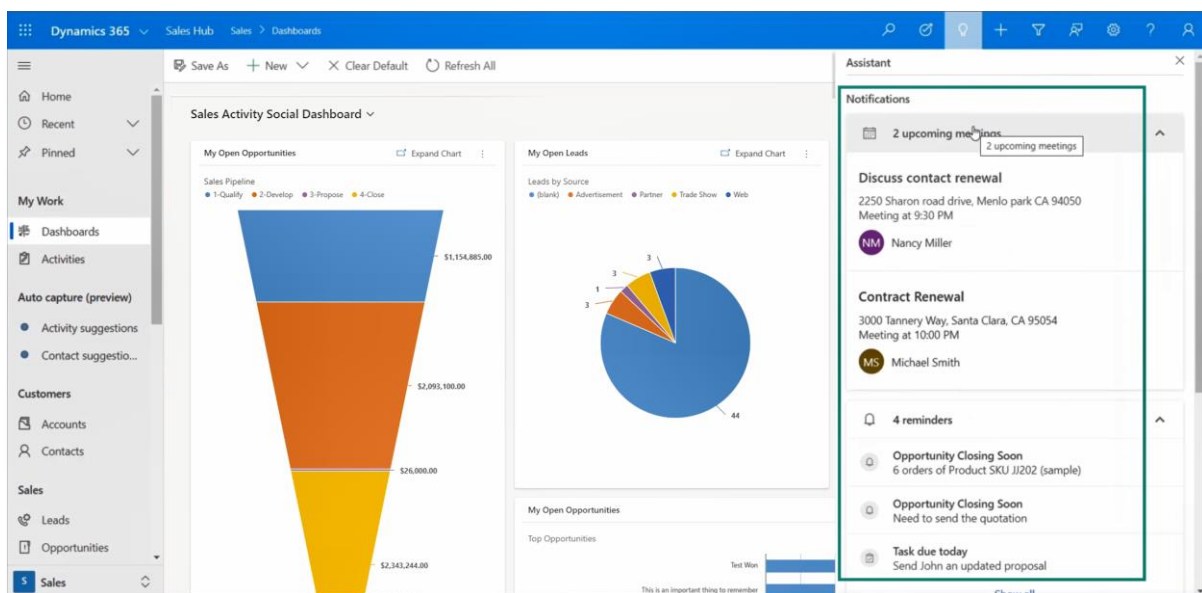 Dynamics 365 Sales Hub Sales > Dashboards
Save As New Clear Default Refresh All
Home
Recent
Pinned
My Work
Dashboards
Activities
Auto capture (preview)
Activity suggestions
Contact suggestio...
Customers
Accounts
Contacts
Sales
Leads
Opportunities
S Sales
Sales Activity Social Dashboard
My Open Opportunities Expand Chart
Sales Pipeline
1-Qualify 2-Develop 3-Propose 4-Close
$1,154,885.00
$2,093,100.00
$26,000.00
$2,343,244.00
My Open Leads Expand Chart
Leads by Source
(blank) Advertisement Partner Trade Show Web
3
3
1
3
44
My Open Opportunities
Top Opportunities
Test Won
This is an important thing to remember
Assistant
Notifications
2 upcoming meetings
2 upcoming meetings
Discuss contact renewal
2250 Sharon road drive, Menlo park CA 94050
Meeting at 9:30 PM
NM Nancy Miller
Contract Renewal
3000 Tannery Way, Santa Clara, CA 95054
Meeting at 10:00 PM
MS Michael Smith
4 reminders
Opportunity Closing Soon
6 orders of Product SKU JJ202 (sample)
Opportunity Closing Soon
Need to send the quotation
Task due today
Send John an updated proposal
Show all